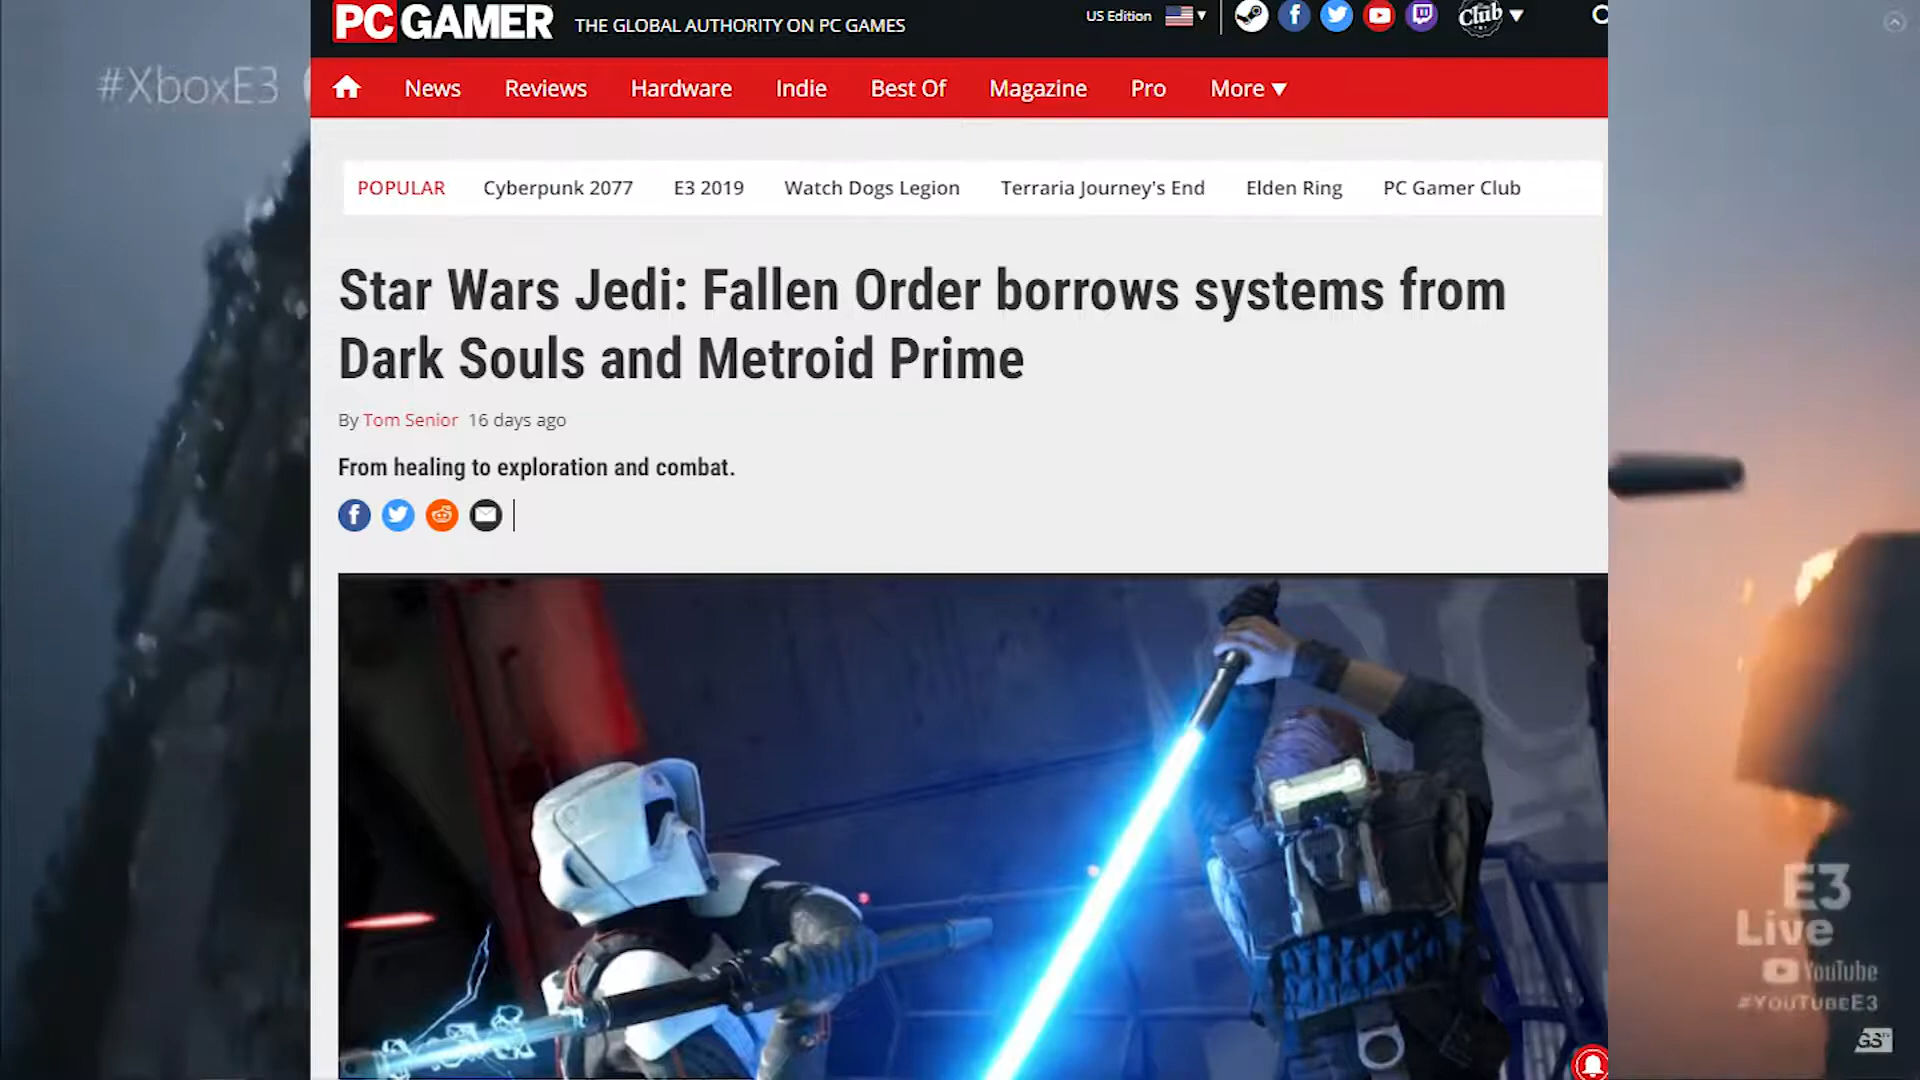 PC GAMER
THE GLOBAL AUTHORITY ON PC GAMES
US Edition
Club
#XboxE3
News
Reviews
Hardware
Indie
Best Of
Magazine
Pro
More
POPULAR
Cyberpunk 2077
E3 2019
Watch Dogs Legion
Terraria Journey's End
Elden Ring
PC Gamer Club
Star Wars Jedi: Fallen Order borrows systems from
Dark Souls and Metroid Prime
By Tom Senior 16 days ago
From healing to exploration and combat.
E3
Live
YouTube
#YOUTUBEE3
GS